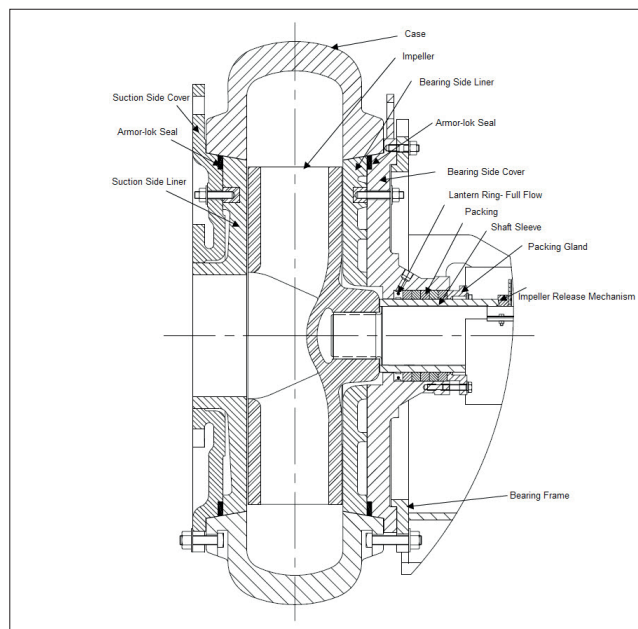 Case
Impeller
Bearing Side Liner
Suction Side Cover
Armor-lok Seal
Armor-lok Seal
Bearing Side Cover
Suction Side Liner
Lantern Ring- Full Flow
Packing
Shaft Sleeve
Packing Gland
Impeller Release Mechanism
Bearing Frame